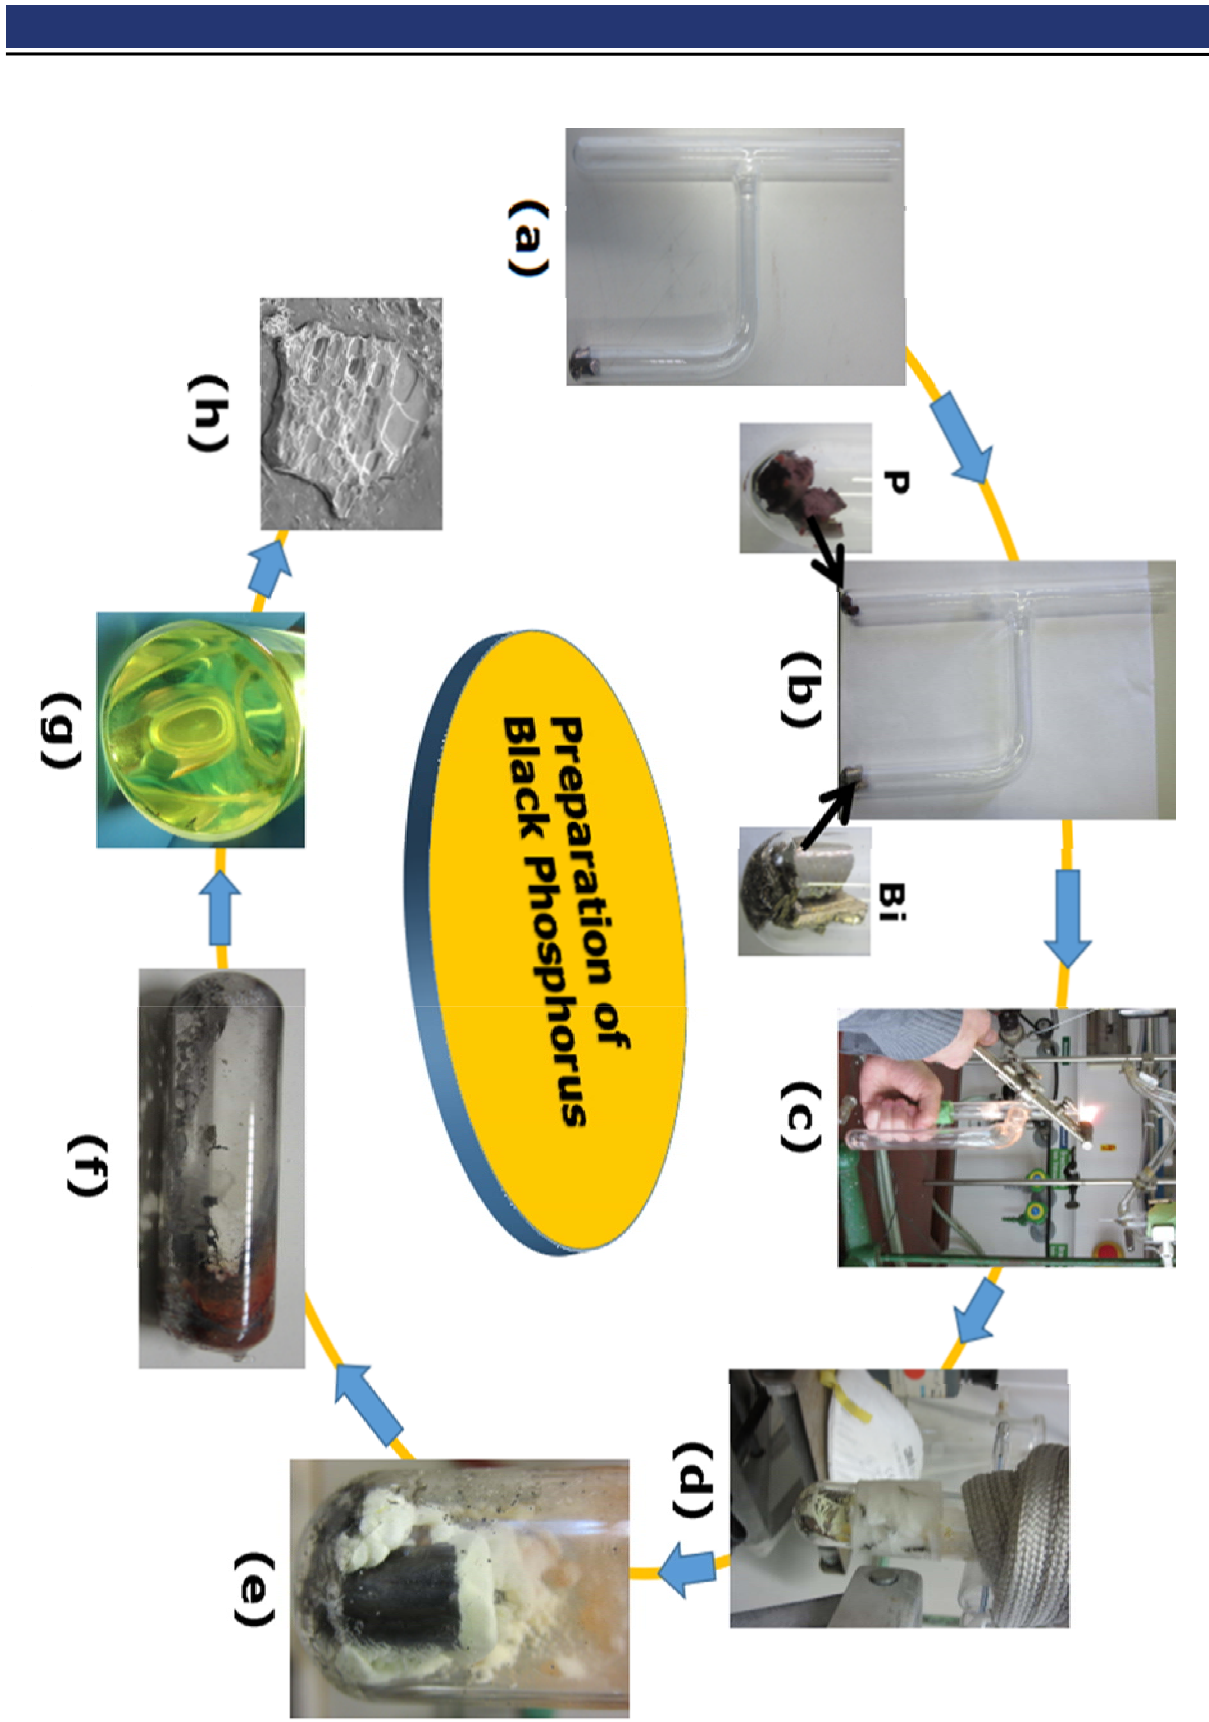 (a)
P
(b)
Bi
(c)
(d)
(e)
(f)
(g)
(h)
Preparation of
Black Phosphorus